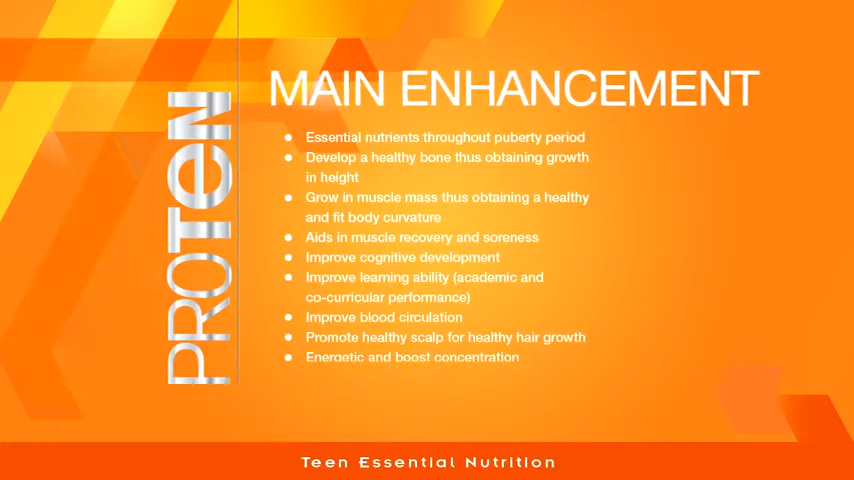 PROTeN
MAIN ENHANCEMENT
● Essential nutrients throughout puberty period
● Develop a healthy bone thus obtaining growth
in height
● Grow in muscle mass thus obtaining a healthy
and fit body curvature
● Aids in muscle recovery and soreness
● Improve cognitive development
● Improve learning ability (academic and
co-curricular performance)
● Improve blood circulation
● Promote healthy scalp for healthy hair growth
● Energetic and boost concentration
Teen Essential Nutrition